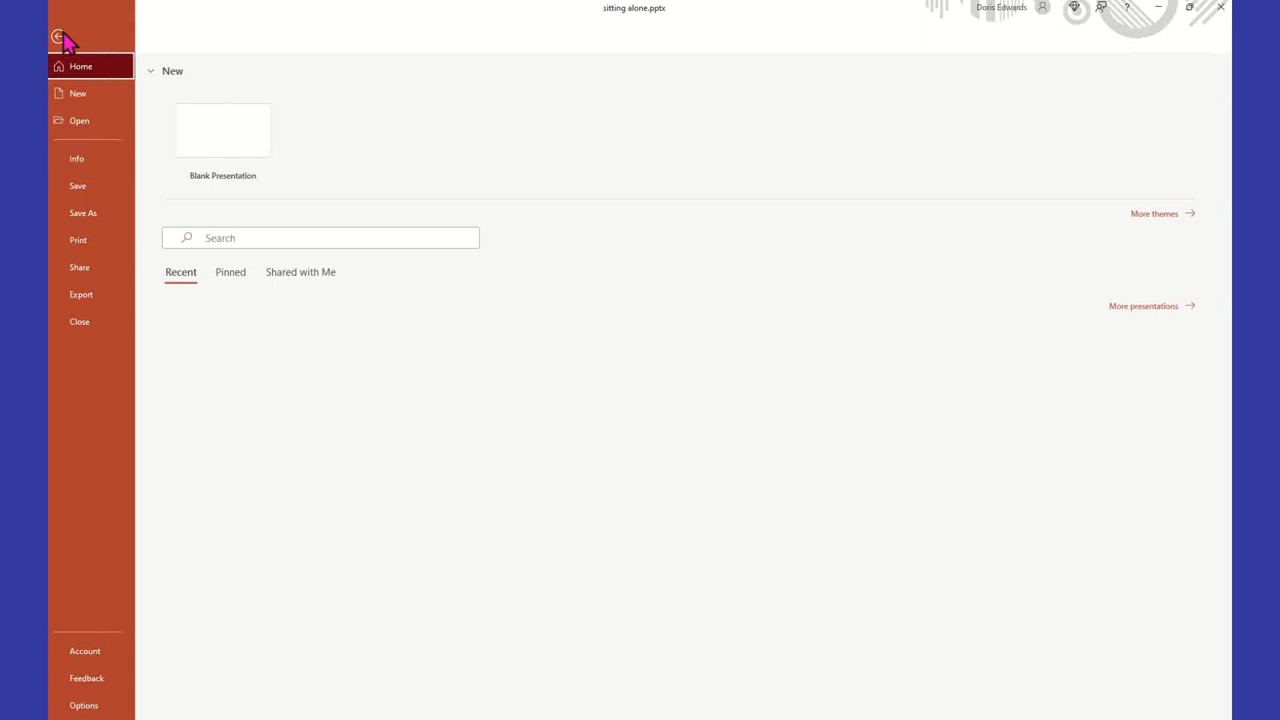 sitting alone.pptx
Doris Edwards
?
Home
New
Open
Info
Save
Save As
Print
Share
Export
Close
Account
Feedback
Options
New
Blank Presentation
More themes
Search
Recent Pinned Shared with Me
More presentations